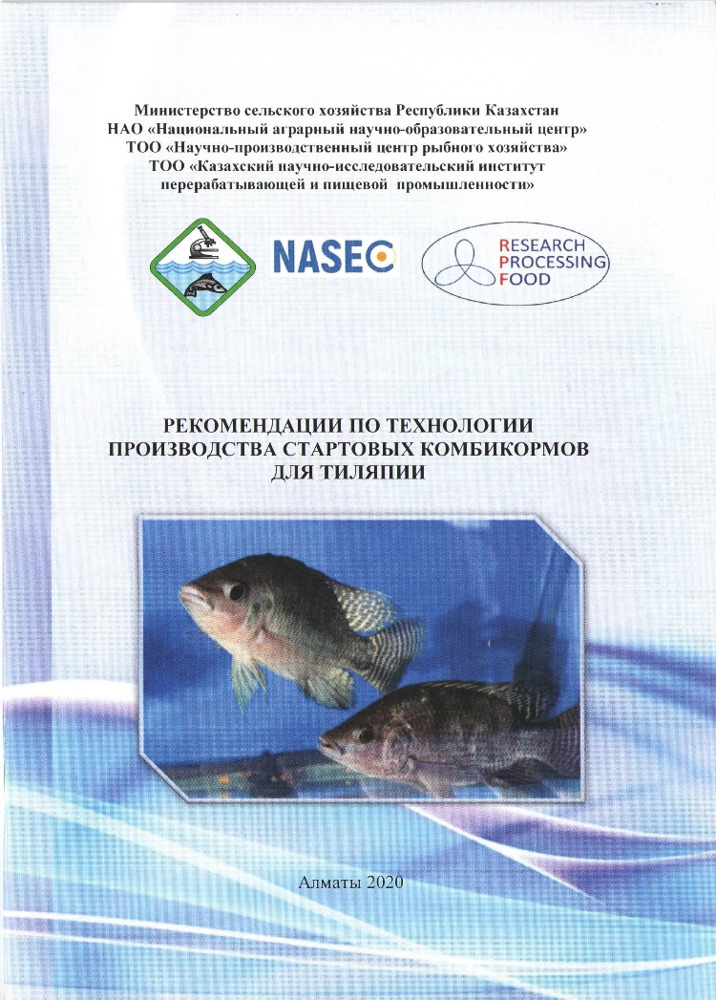 Министерство сельского хозяйства Республики Казахстан
НАО «Национальный аграрный научно-образовательный центр»
ТОО «Научно-производственный центр рыбного хозяйства»
ТОО «Казахский научно-исследовательский институт
перерабатывающей и пищевой промышленности»
NASEC
RESEARCH
PROCESSING
FOOD
РЕКОМЕНДАЦИИ ПО ТЕХНОЛОГИИ
ПРОИЗВОДСТВА СТАРТОВЫХ КОМБИКОРМОВ
ДЛЯ ТИЛЯПИИ
Алматы 2020